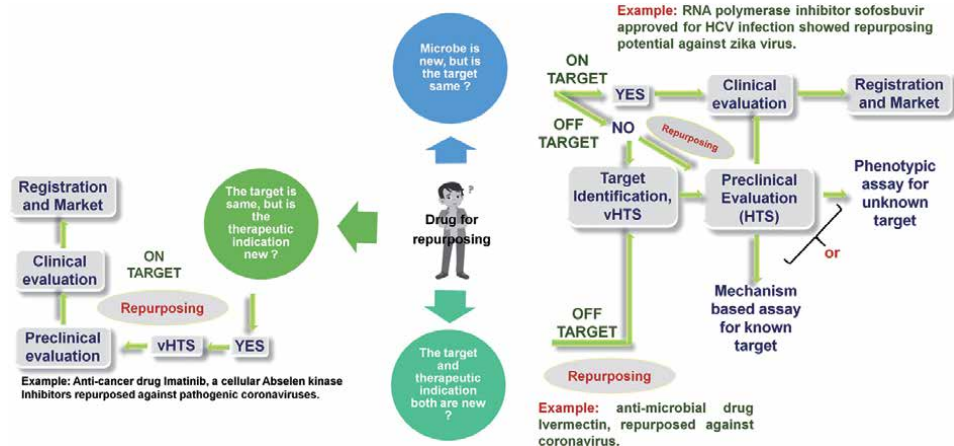 Example: RNA polymerase inhibitor sofosbuvir
approved for HCV infection showed repurposing
potential against zika virus.
Microbe is
new, but is
the target
same ?
ON
TARGET
YES
Clinical
evaluation
Registration
and Market
OFF
TARGET
NO
Repurposing
Target
Identification,
vHTS
Preclinical
Evaluation
(HTS)
Phenotypic
assay for
unknown
target
or
Mechanism
based assay
for known
target
?
Drug for
repurposing
The target is
same, but is
the
therapeutic
indication
new ?
Registration
and Market
Clinical
evaluation
ON
TARGET
Repurposing
Preclinical
evaluation
vHTS
YES
Example: Anti-cancer drug Imatinib, a cellular Abselen kinase
Inhibitors repurposed against pathogenic coronaviruses.
The target
and
therapeutic
indication
both are new
?
OFF
TARGET
Repurposing
Example: anti-microbial drug
Ivermectin, repurposed against
coronavirus.